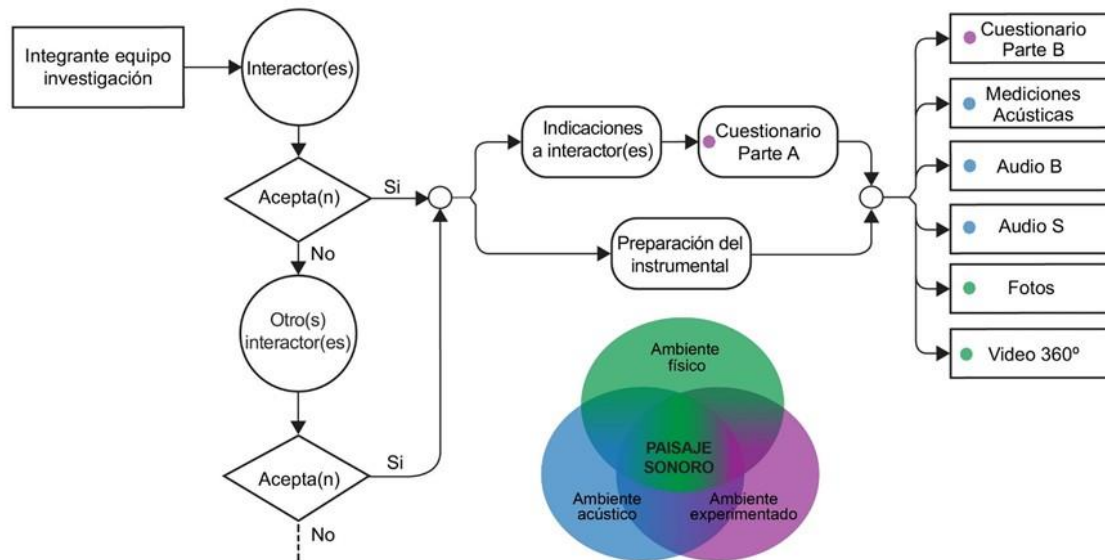 Integrante equipo
investigación
Interactor(es)
Acepta(n)
Si
No
Otro(s)
interactor(es)
Acepta(n)
Si
No
Indicaciones
a interactor(es)
Cuestionario
Parte A
Preparación del
instrumental
Cuestionario
Parte B
Mediciones
Acústicas
Audio B
Audio S
Fotos
Video 360º
Ambiente
físico
PAISAJE
SONORO
Ambiente
acústico
Ambiente
experimentado